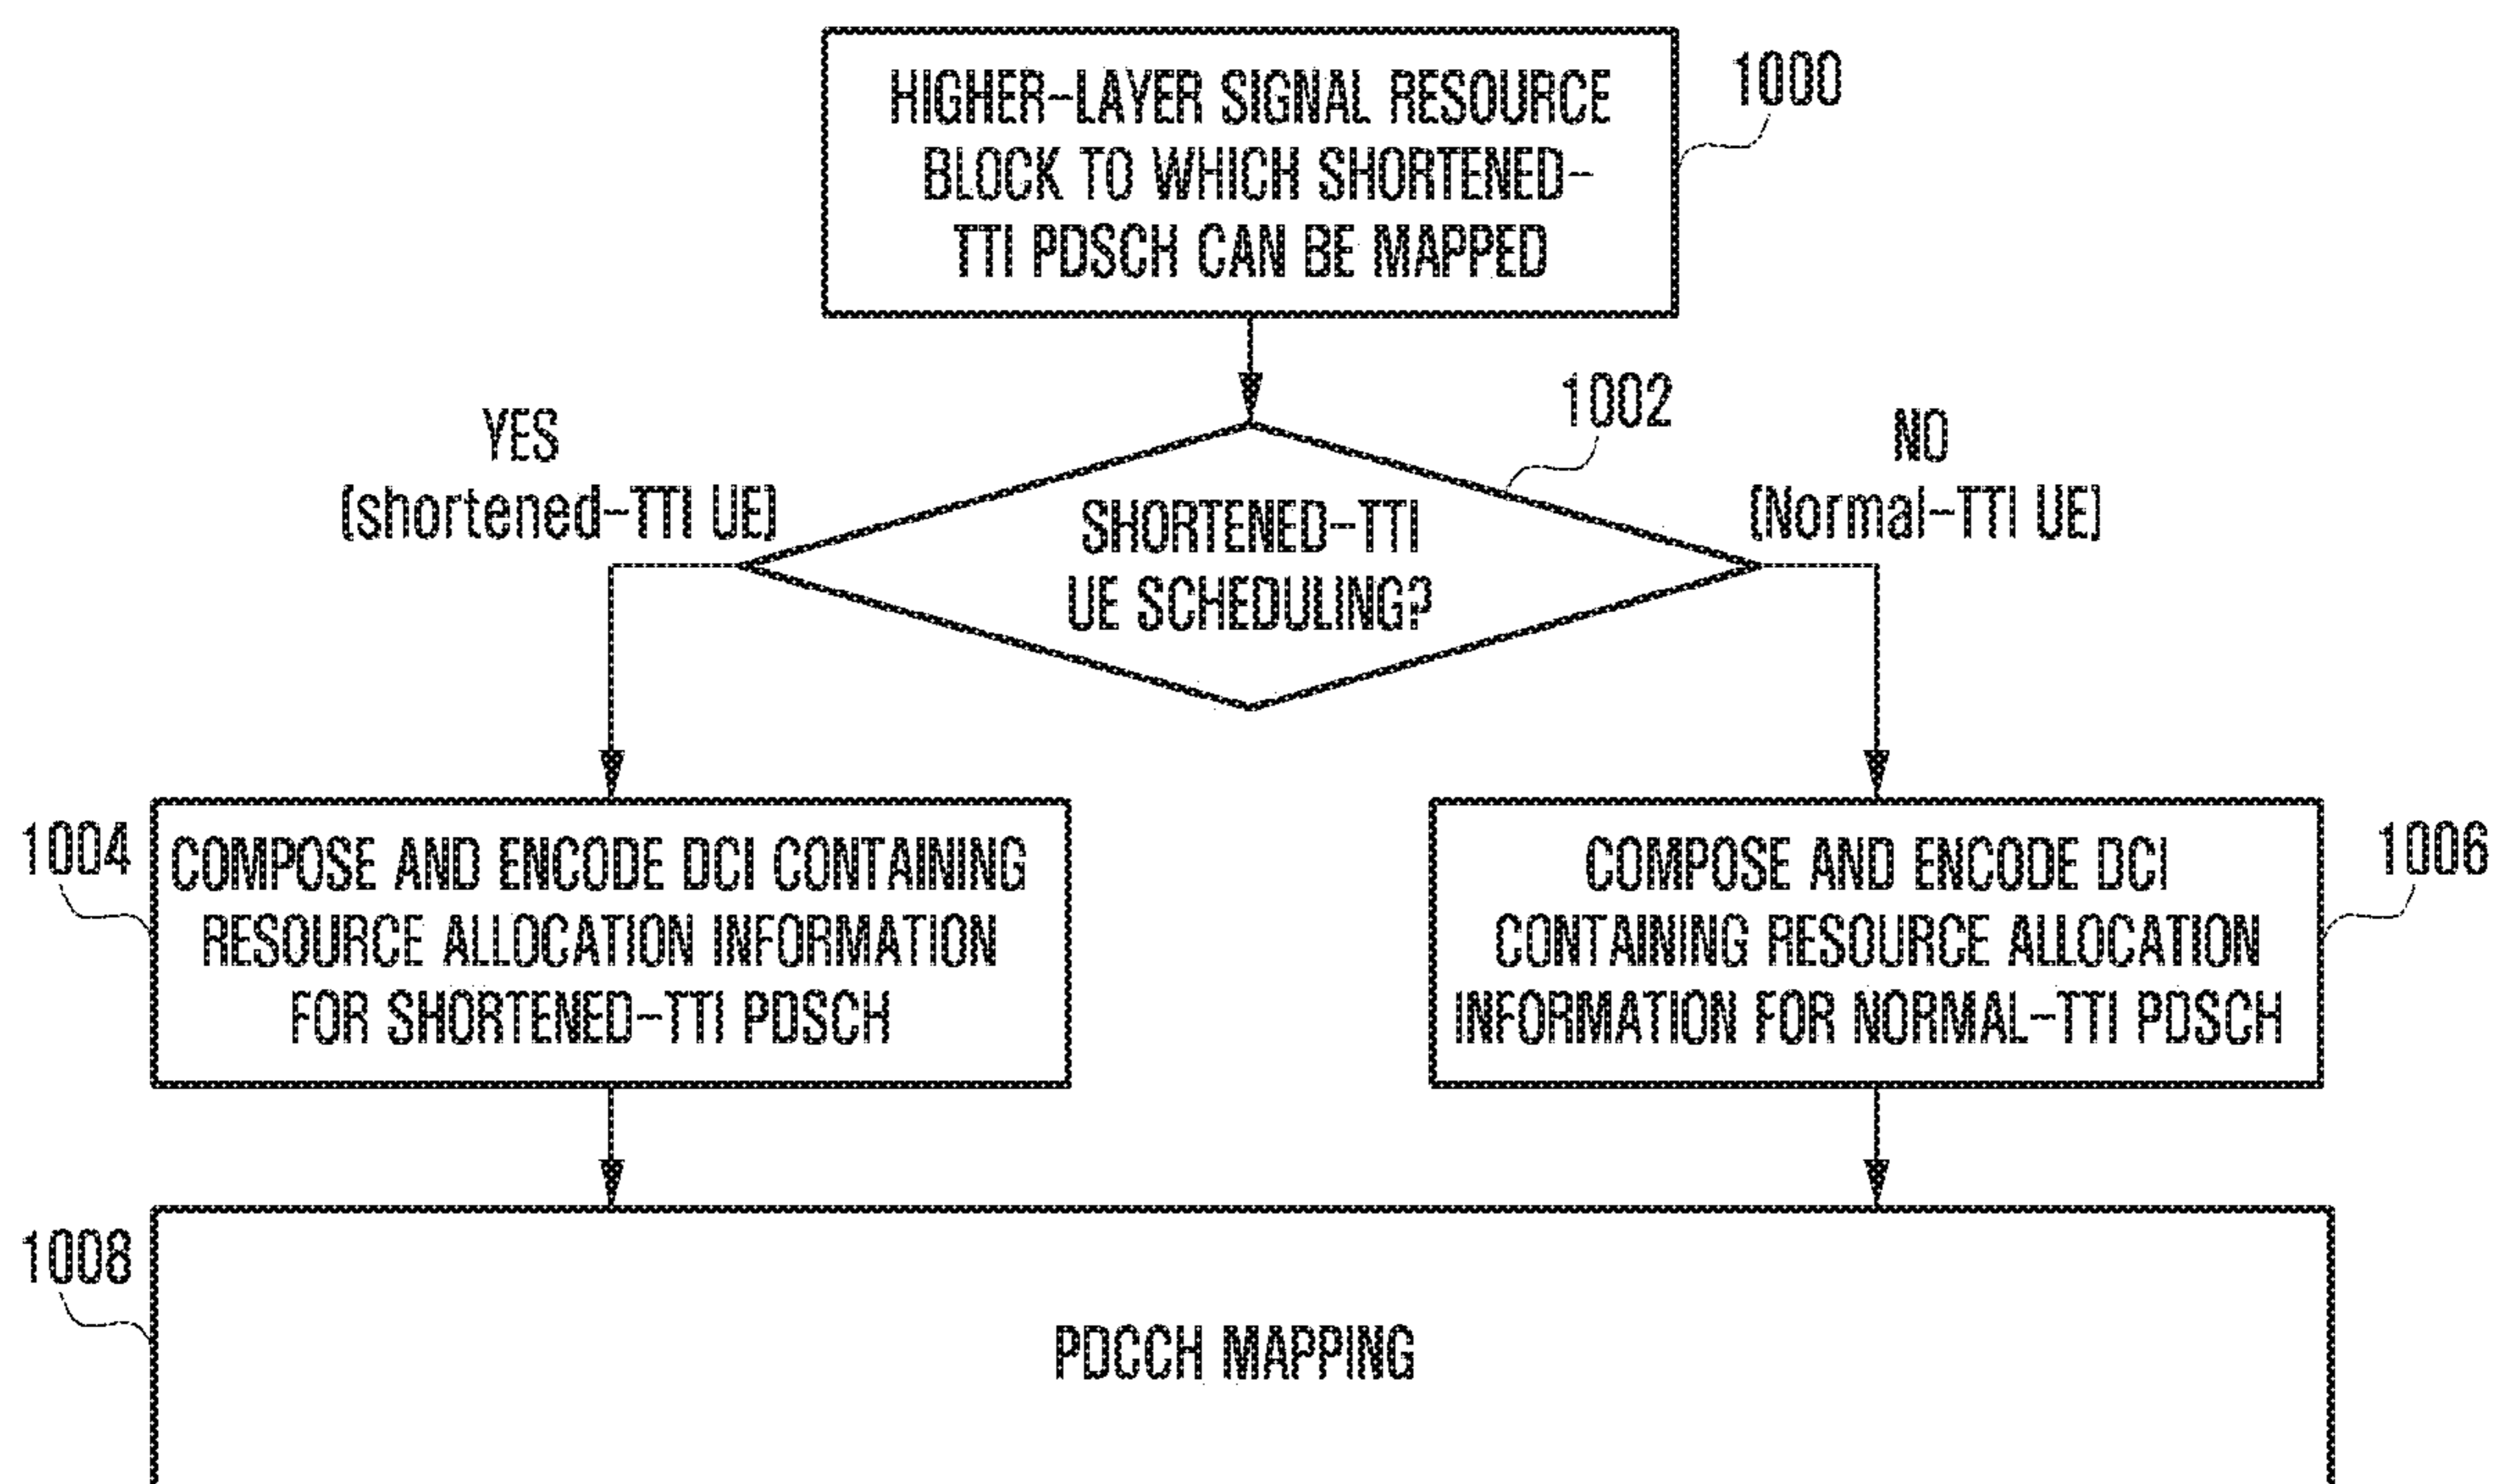 HIGHER-LAYER SIGNAL RESOURCE
BLOCK TO WHICH SHORTENED-
TTI PDSCH CAN BE MAPPED
1000
1002
YES
(shortened-TTI UE)
NO
(Normal-TTI UE)
SHORTENED-TTI
UE SCHEDULING?
1004
COMPOSE AND ENCODE DCI CONTAINING
RESOURCE ALLOCATION INFORMATION
FOR SHORTENED-TTI PDSCH
COMPOSE AND ENCODE DCI
CONTAINING RESOURCE ALLOCATION
INFORMATION FOR NORMAL-TTI PDSCH
1006
1008
PDCCH MAPPING